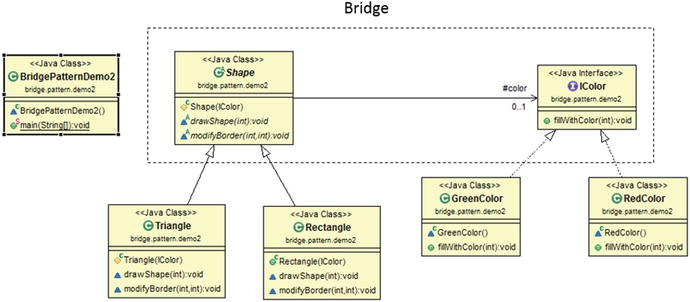 Bridge
<<Java Class>>
BridgePatternDemo2
bridge.pattern.demo2
BridgePatternDemo2()
main(String[]):void
<<Java Class>>
Shape
bridge.pattern.demo2
Shape(IColor)
drawShape(int):void
modifyBorder(int,int):void
#color
0..1
<<Java Interface>>
IColor
bridge.pattern.demo2
fillWithColor(int):void
<<Java Class>>
Triangle
bridge.pattern.demo2
Triangle(IColor)
drawShape(int):void
modifyBorder(int,int):void
<<Java Class>>
Rectangle
bridge.pattern.demo2
Rectangle(IColor)
drawShape(int):void
modifyBorder(int,int):void
<<Java Class>>
GreenColor
bridge.pattern.demo2
GreenColor()
fillWithColor(int):void
<<Java Class>>
RedColor
bridge.pattern.demo2
RedColor()
fillWithColor(int):void